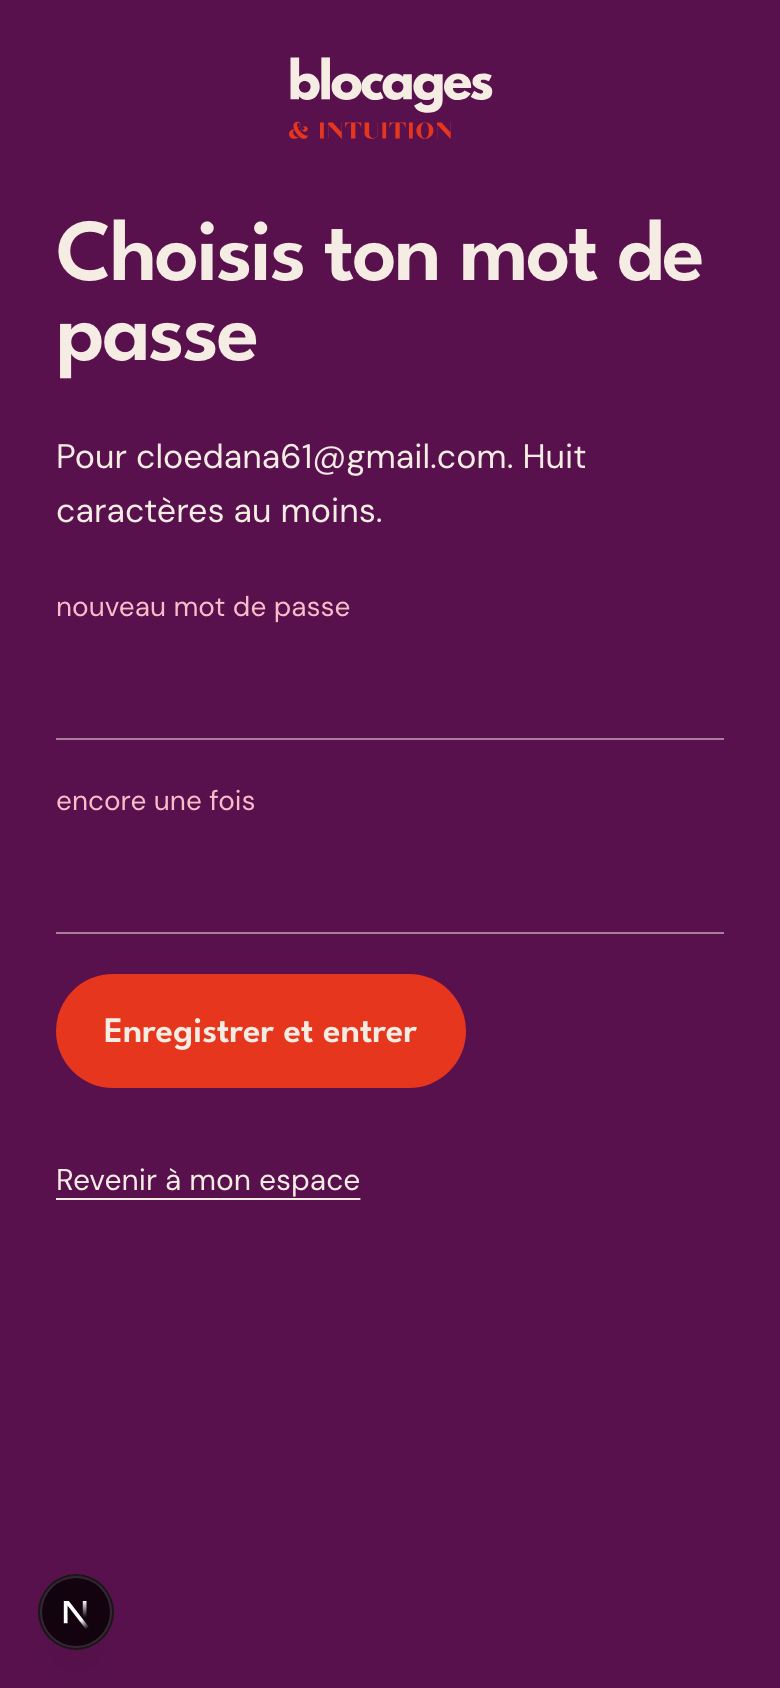 blocages
& INTUITION
Choisis ton mot de
passe
Pour cloedana61@gmail.com. Huit
caractères au moins.
nouveau mot de passe
encore une fois
Enregistrer et entrer
Revenir à mon espace
N